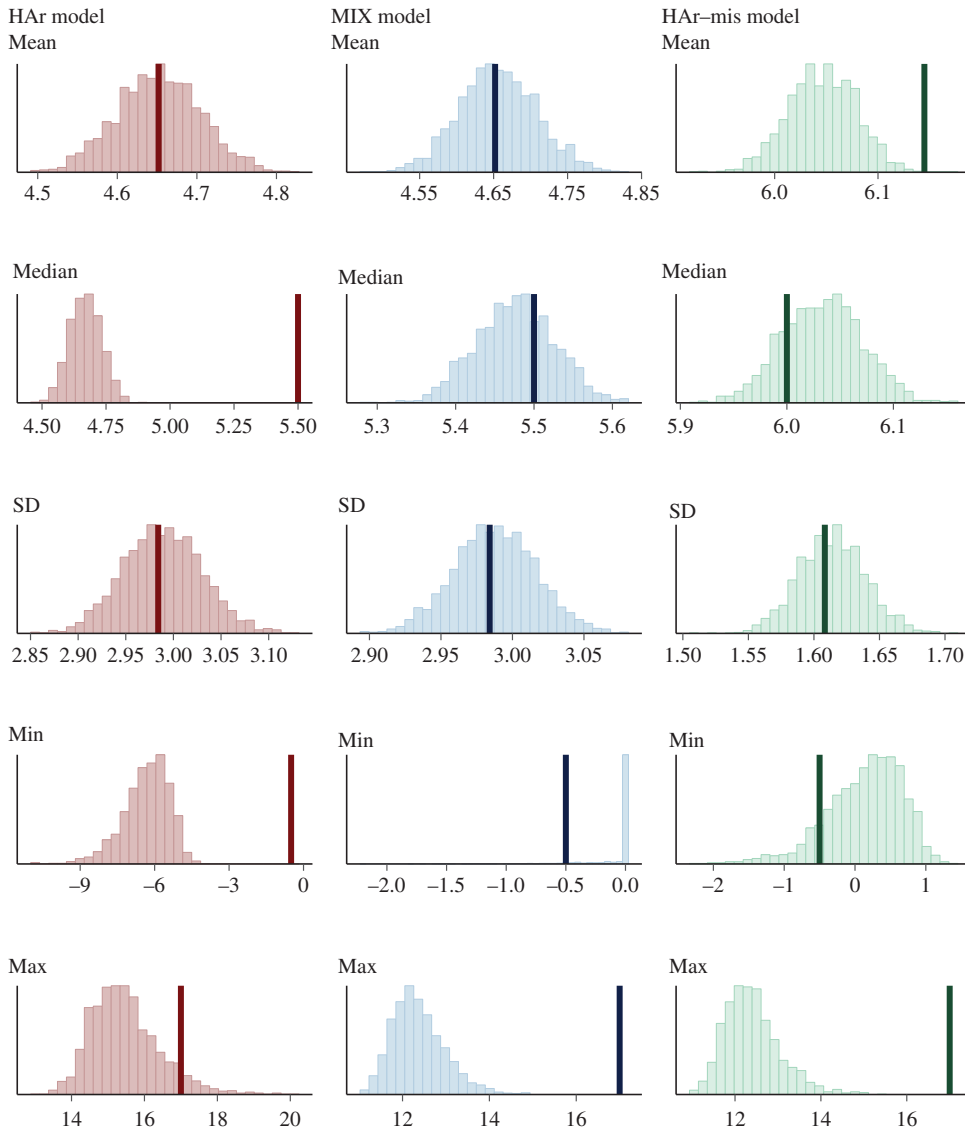 HAr model
MIX model
HAr–mis model
Mean
Mean
Mean
4.5 4.6 4.7 4.8
4.55 4.65 4.75 4.85
6.0 6.1
Median
Median
Median
4.50 4.75 5.00 5.25 5.50
5.3 5.4 5.5 5.6
5.9 6.0 6.1
SD
SD
SD
2.85 2.90 2.95 3.00 3.05 3.10
2.90 2.95 3.00 3.05
1.50 1.55 1.60 1.65 1.70
Min
Min
Min
–9 –6 –3 0
–2.0 –1.5 –1.0 –0.5 0.0
–2 –1 0 1
Max
Max
Max
14 16 18 20
12 14 16
12 14 16